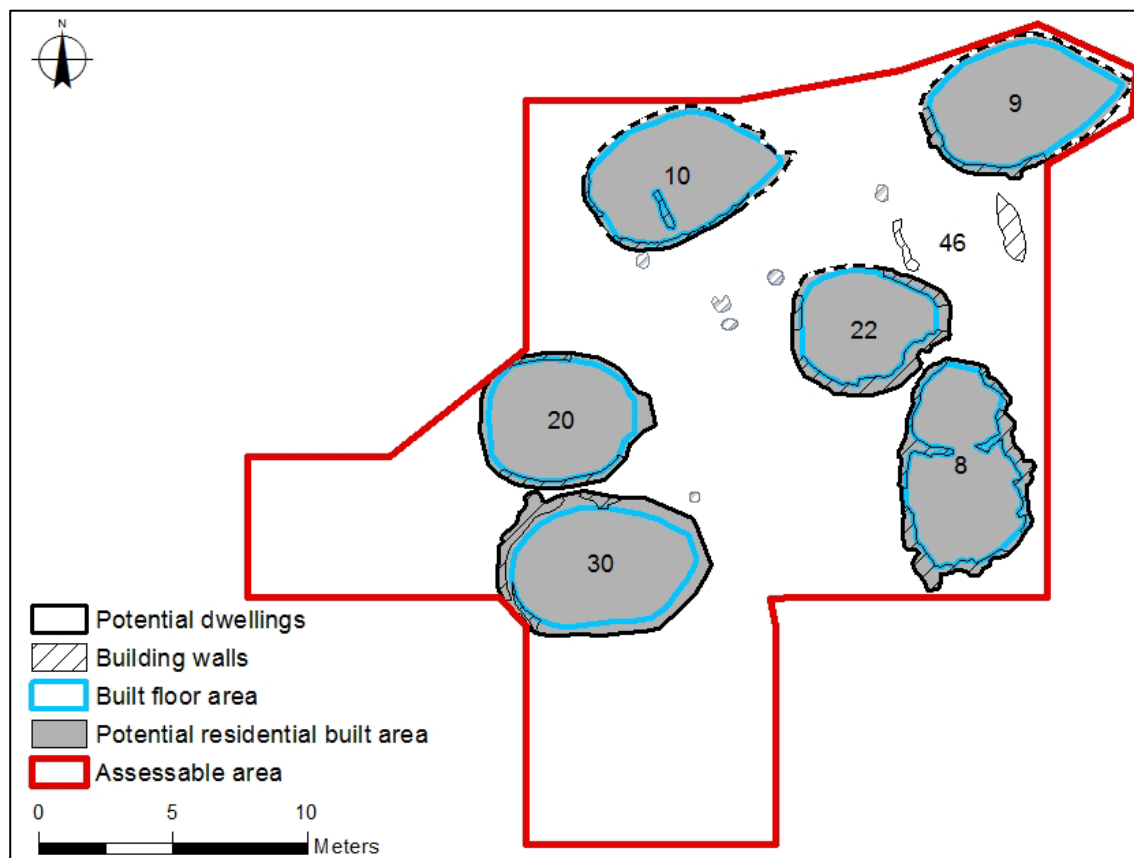 N
9
10
46
22
20
8
30
Potential dwellings
Building walls
Built floor area
Potential residential built area
Assessable area
0 5 10
Meters